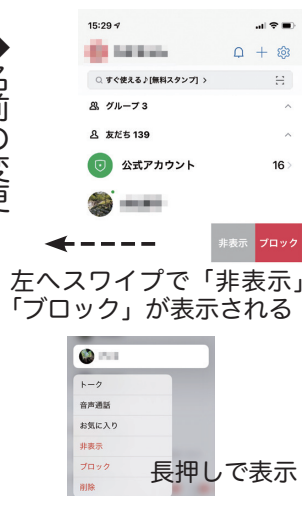 ◆名前の変更
15:29
すぐ使える♪[無料スタンプ] >
グループ 3
友だち 139
公式アカウント 16 >
非表示 ブロック
左へスワイプで「非表示」
「ブロック」が表示される
トーク
音声通話
お気に入り
非表示
ブロック
削除
長押しで表示